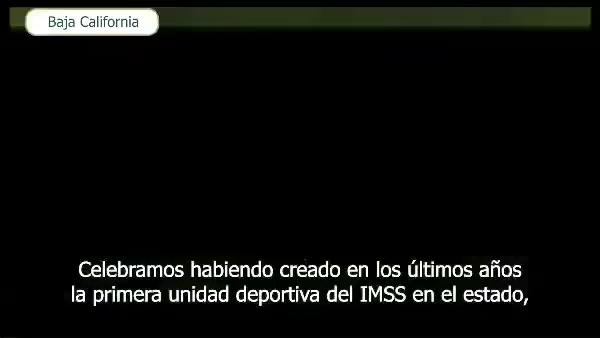 Baja California
Celebramos habiendo creado en los últimos años
la primera unidad deportiva del IMSS en el estado,